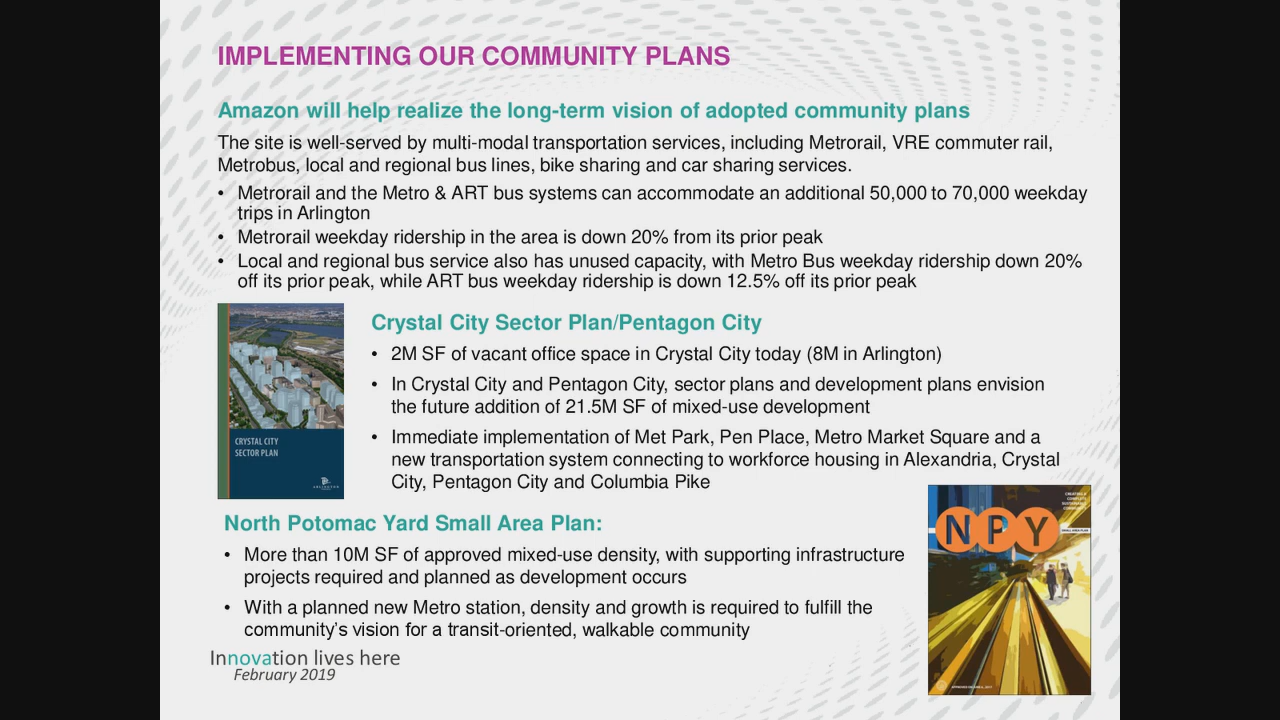 IMPLEMENTING OUR COMMUNITY PLANS
Amazon will help realize the long-term vision of adopted community plans
The site is well-served by multi-modal transportation services, including Metrorail, VRE commuter rail,
Metrobus, local and regional bus lines, bike sharing and car sharing services.
• Metrorail and the Metro & ART bus systems can accommodate an additional 50,000 to 70,000 weekday
trips in Arlington
• Metrorail weekday ridership in the area is down 20% from its prior peak
• Local and regional bus service also has unused capacity, with Metro Bus weekday ridership down 20%
off its prior peak, while ART bus weekday ridership is down 12.5% off its prior peak
CRYSTAL CITY
SECTOR PLAN
ARLINGTON
Crystal City Sector Plan/Pentagon City
• 2M SF of vacant office space in Crystal City today (8M in Arlington)
• In Crystal City and Pentagon City, sector plans and development plans envision
the future addition of 21.5M SF of mixed-use development
• Immediate implementation of Met Park, Pen Place, Metro Market Square and a
new transportation system connecting to workforce housing in Alexandria, Crystal
City, Pentagon City and Columbia Pike
North Potomac Yard Small Area Plan:
• More than 10M SF of approved mixed-use density, with supporting infrastructure
projects required and planned as development occurs
• With a planned new Metro station, density and growth is required to fulfill the
community's vision for a transit-oriented, walkable community
CREATING A
COMPLETE
SUSTAINABLE
COMMUNITY
NPY
SMALL AREA PLAN
Innovation lives here
February 2019